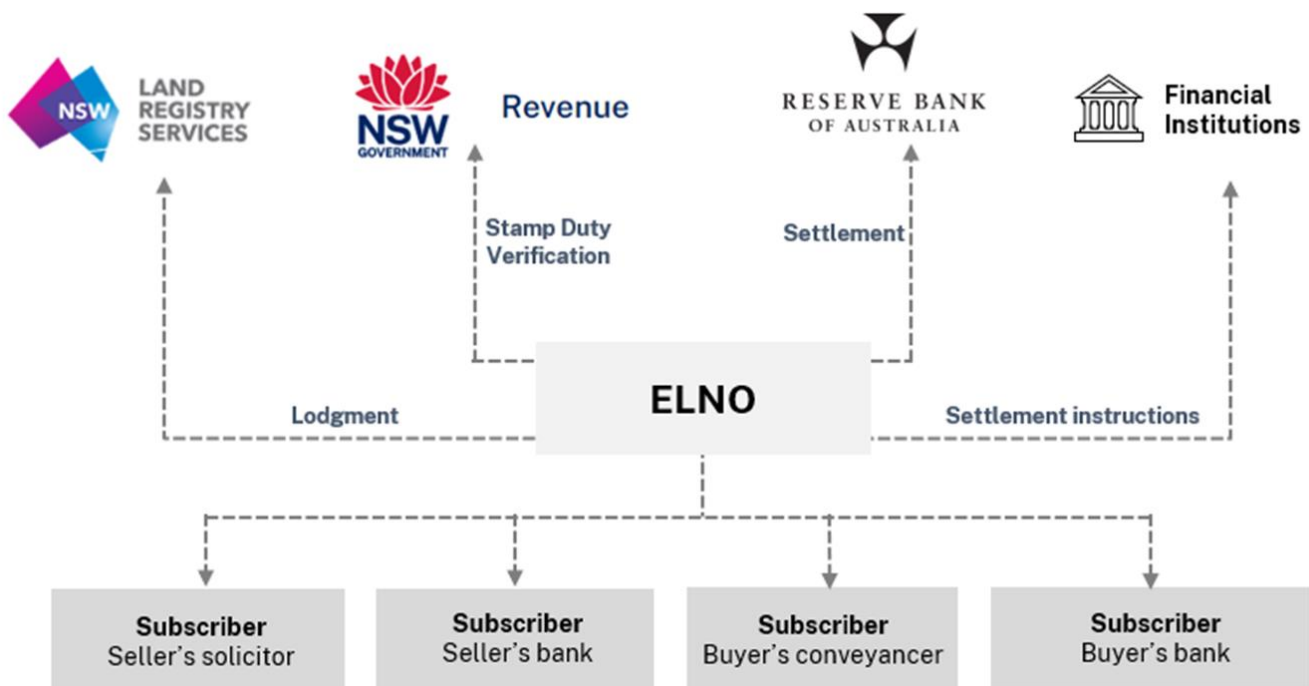 NSW
LAND
REGISTRY
SERVICES
NSW
GOVERNMENT
Revenue
RESERVE BANK
OF AUSTRALIA
Financial
Institutions
Stamp Duty
Verification
Settlement
ELNO
Lodgment
Settlement instructions
Subscriber
Seller's solicitor
Subscriber
Seller's bank
Subscriber
Buyer's conveyancer
Subscriber
Buyer's bank